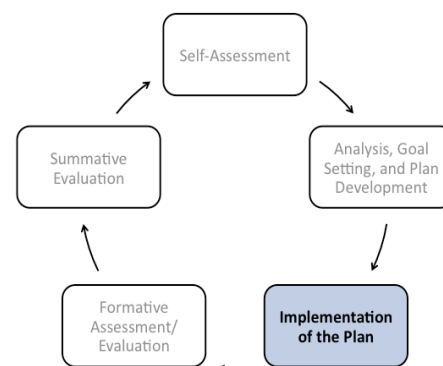 Self-Assessment
Analysis, Goal
Setting, and Plan
Development
Implementation
of the Plan
Formative
Assessment/
Evaluation
Summative
Evaluation